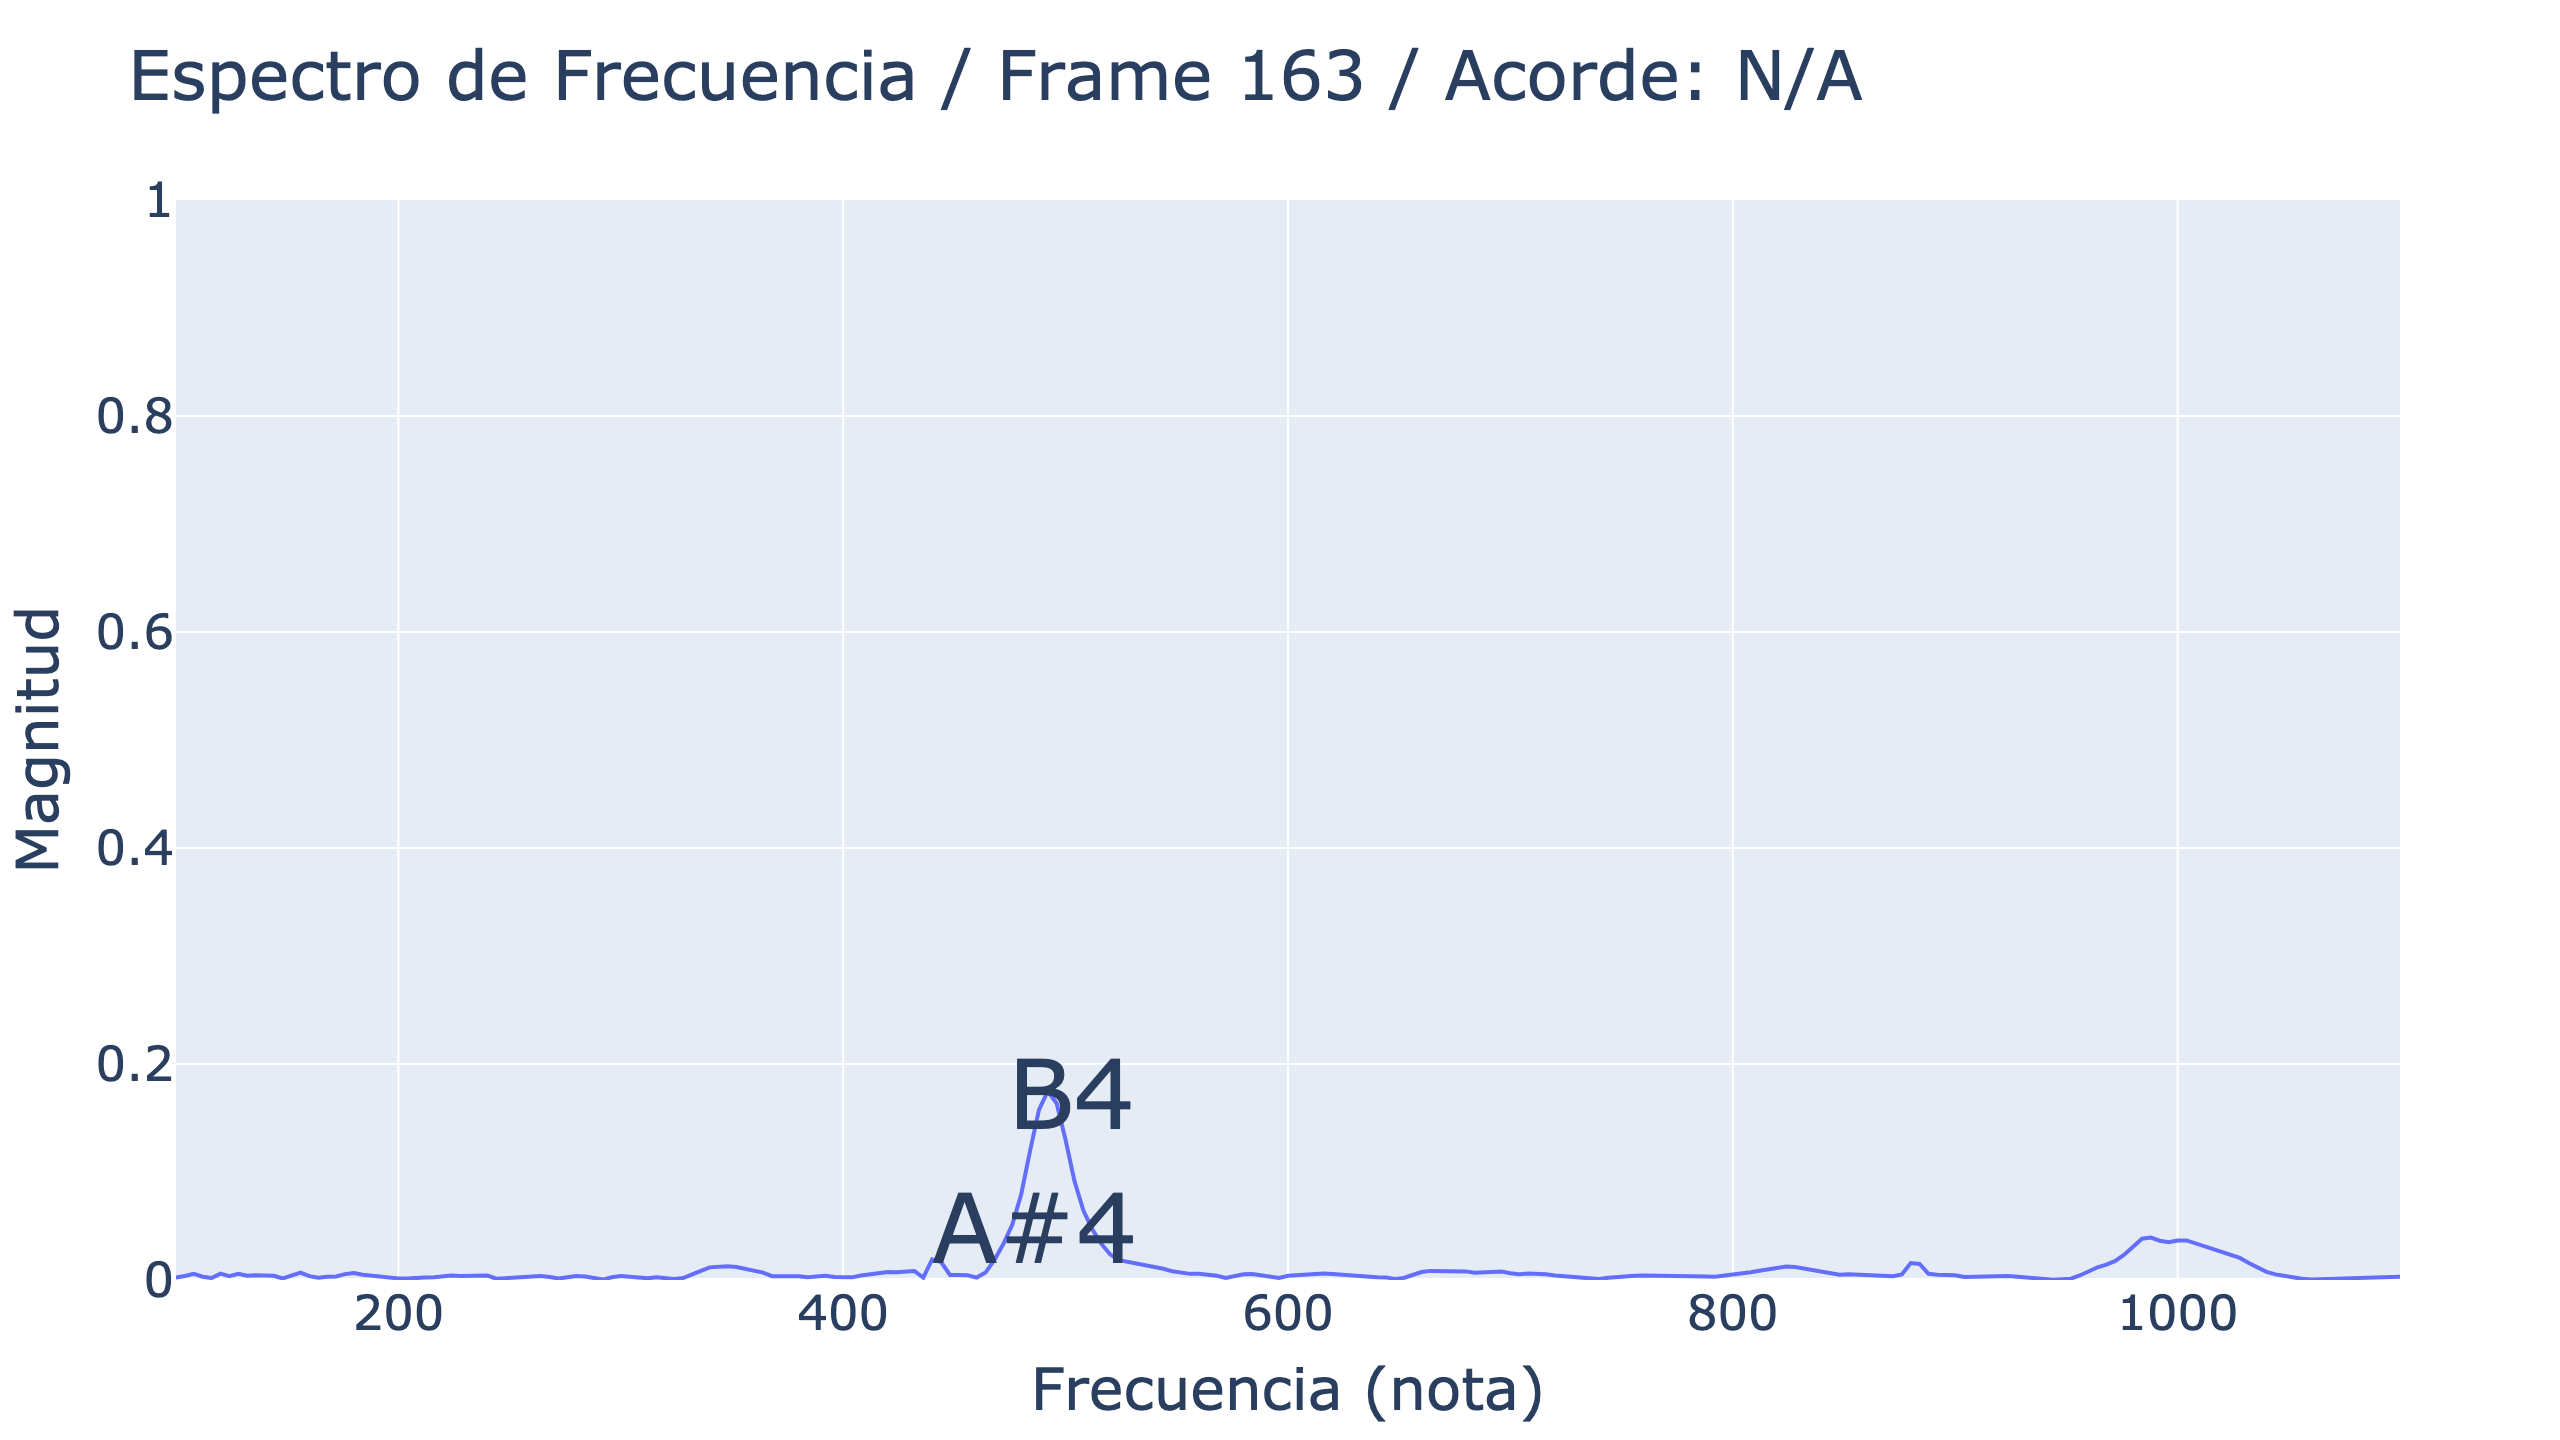 Espectro de Frecuencia / Frame 163 / Acorde: N/A
1
0.8
0.6
0.4
0.2
0
Magnitud
B4
A#4
200 400 600 800 1000
Frecuencia (nota)